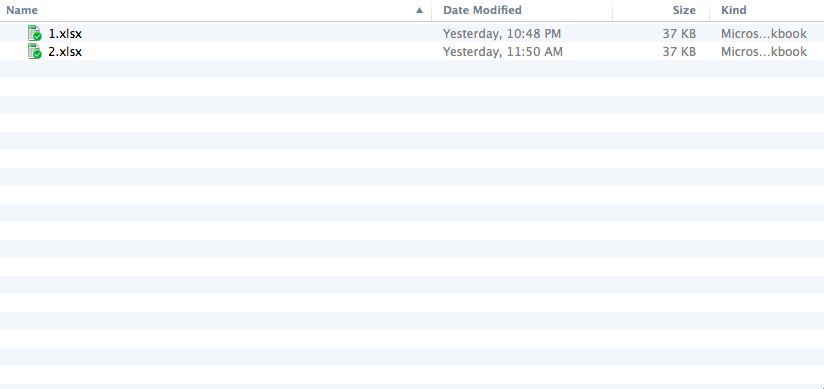 Name Date Modified Size Kind
1.xlsx Yesterday, 10:48 PM 37 KB Micros...kbook
2.xlsx Yesterday, 11:50 AM 37 KB Micros...kbook